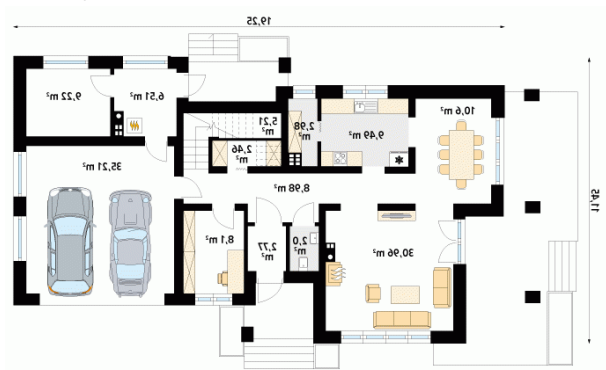 19,25
9,22 m²
6,51 m²
5,21 m²
2,98 m²
9,49 m²
10,6 m²
2,46 m²
35,21 m²
8,98 m²
11,45
8,1 m²
2,77 m²
2,0 m²
30,96 m²